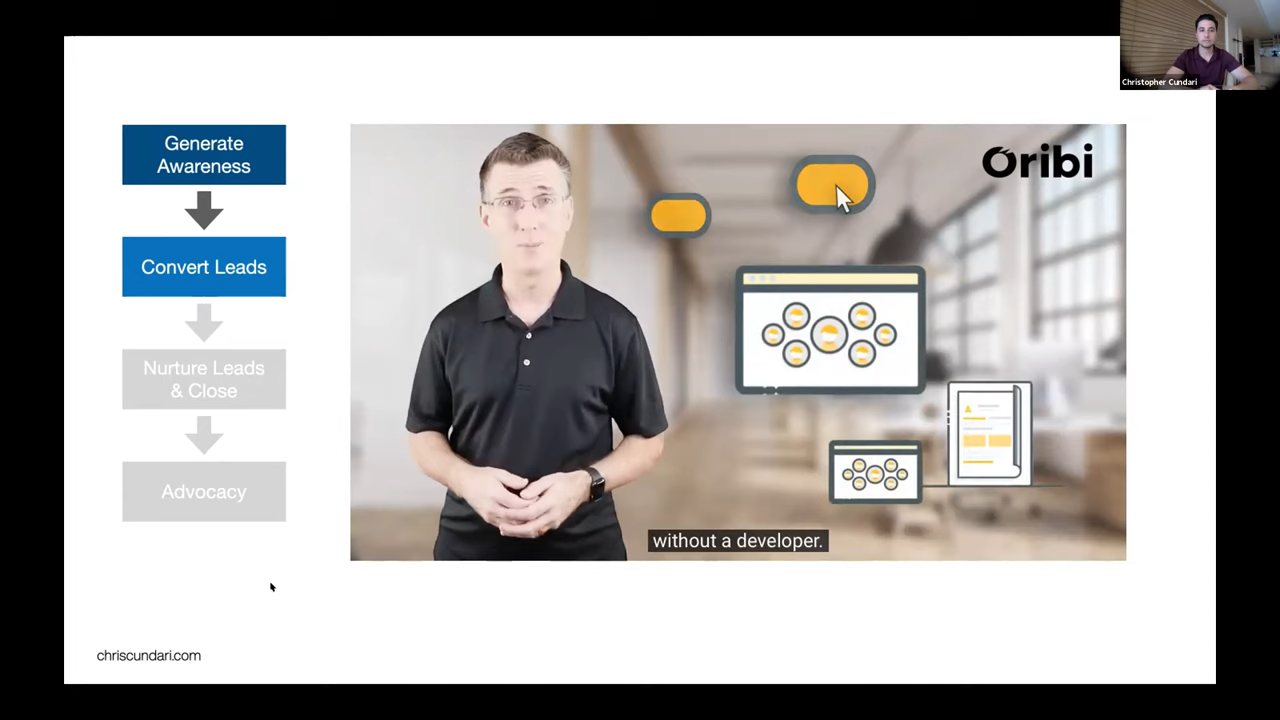 Christopher Cundari
Generate
Awareness
Convert Leads
Nurture Leads
& Close
Advocacy
Oribi
A
without a developer.
chriscundari.com